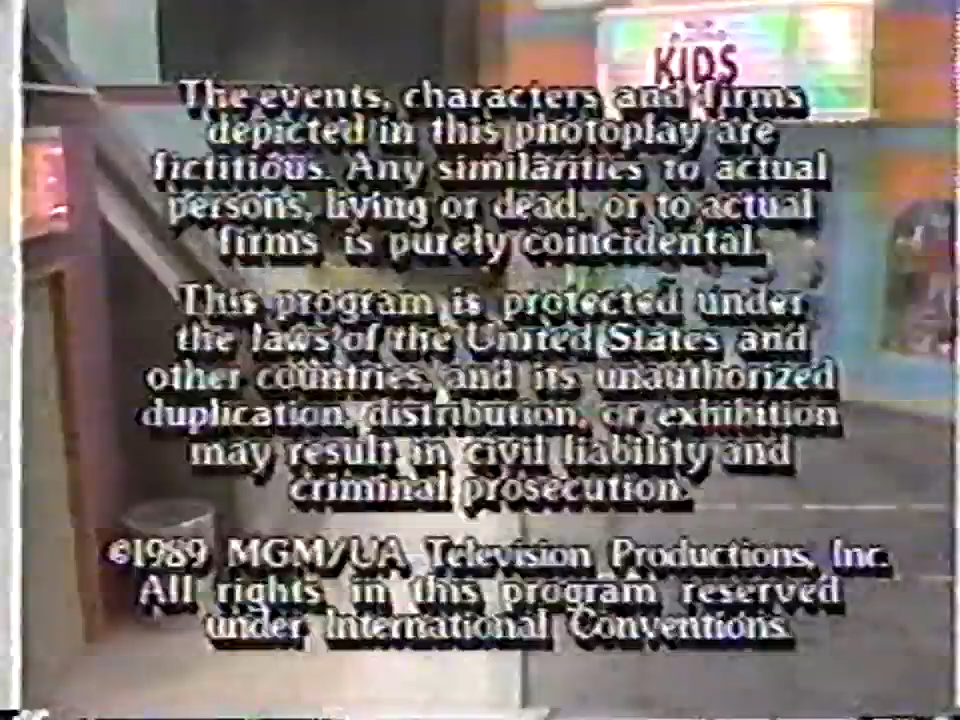 KIDS
The events, characters and firms
depicted in this photoplay are
fictitious. Any similarities to actual
persons, living or dead, or to actual
firms is purely coincidental.
This program is protected under
the laws of the United States and
other countries, and its unauthorized
duplication, distribution, or exhibition
may result in civil liability and
criminal prosecution.
©1989 MGM/UA Television Productions, Inc.
All rights in this program reserved
under International Conventions.